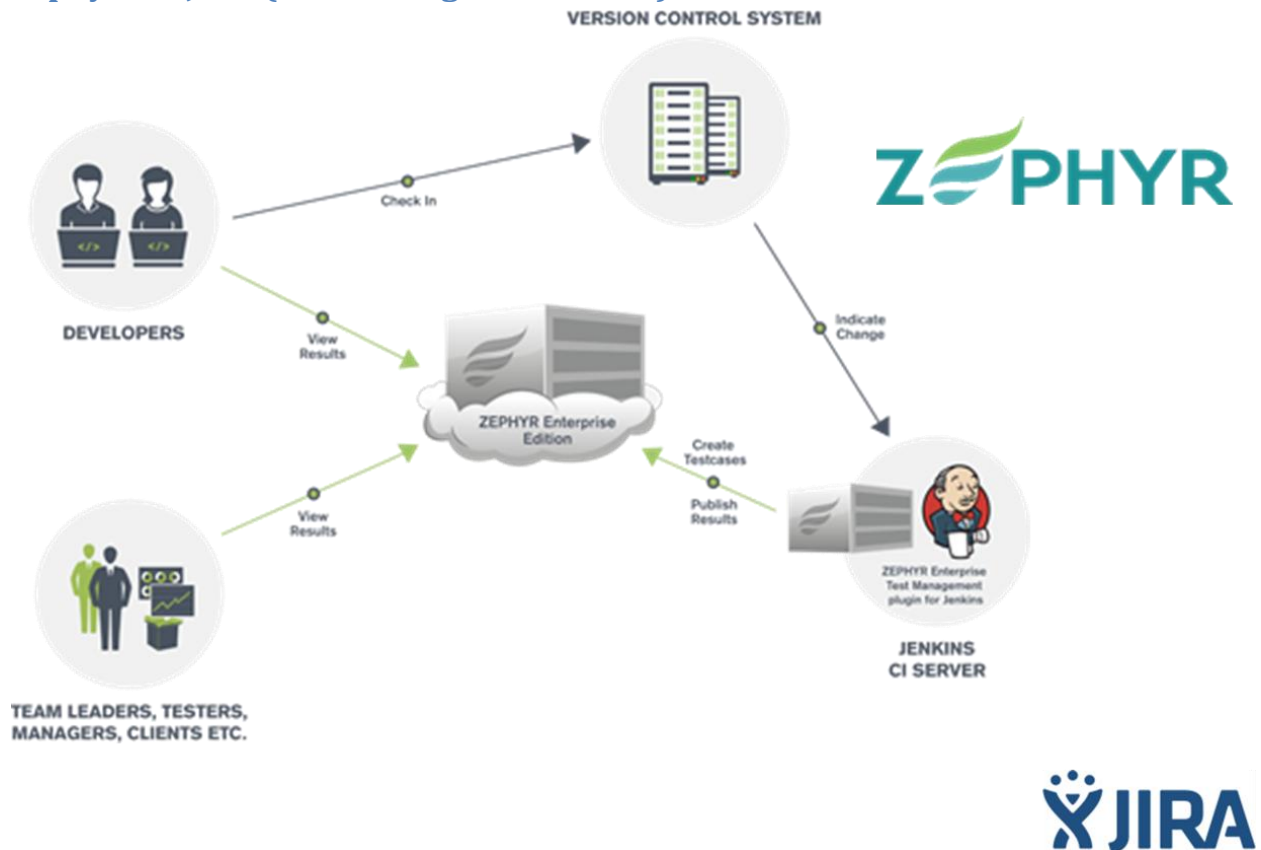 VERSION CONTROL SYSTEM
ZEPHYR
Check In
</>
</>
DEVELOPERS
View
Results
Indicate
Change
ZEPHYR Enterprise
Edition
Create
Testcases
Publish
Results
View
Results
ZEPHYR Enterprise
Test Management
plugin for Jenkins
JENKINS
CI SERVER
TEAM LEADERS, TESTERS,
MANAGERS, CLIENTS ETC.
JIRA